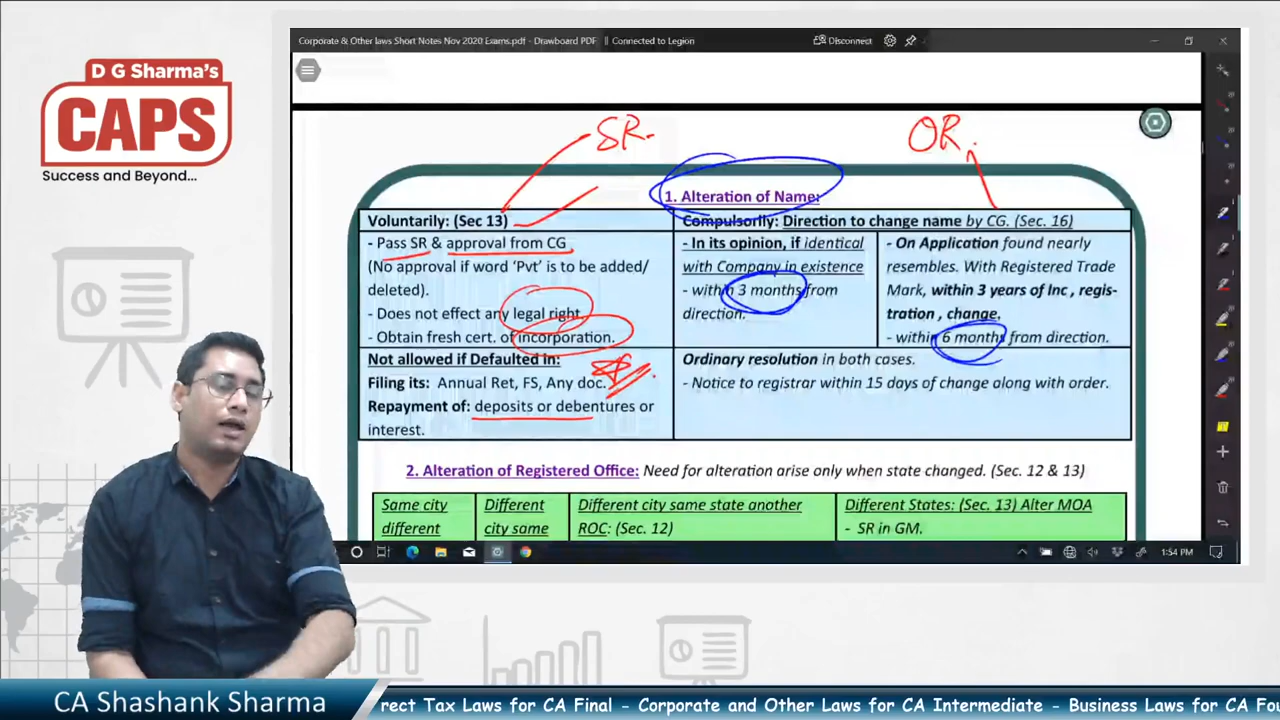 D G Sharma's
CAPS
Success and Beyond...
Corporate & Other laws Short Notes Nov 2020 Exams.pdf - Drawboard PDF || Connected to Legion
Disconnect
SR.
OR.
1. Alteration of Name:
Voluntarily: (Sec 13)
- Pass SR & approval from CG
(No approval if word ‘Pvt’ is to be added/
deleted).
- Does not effect any legal right.
- Obtain fresh cert. of incorporation.
Compulsorily: Direction to change name by CG. (Sec. 16)
- In its opinion, if identical
with Company in existence
- within 3 months from
direction.
- On Application found nearly
resembles. With Registered Trade
Mark, within 3 years of Inc , regis-
tration , change.
- within 6 months from direction.
Not allowed if Defaulted in:
Filing its: Annual Ret, FS, Any doc.
Repayment of: deposits or debentures or
interest.
Ordinary resolution in both cases.
- Notice to registrar within 15 days of change along with order.
2. Alteration of Registered Office: Need for alteration arise only when state changed. (Sec. 12 & 13)
Same city
different
Different
city same
Different city same state another
ROC: (Sec. 12)
Different States: (Sec. 13) Alter MOA
- SR in GM.
1:54 PM
CA Shashank Sharma
rect Tax Laws for CA Final – Corporate and Other Laws for CA Intermediate – Business Laws for CA Fou